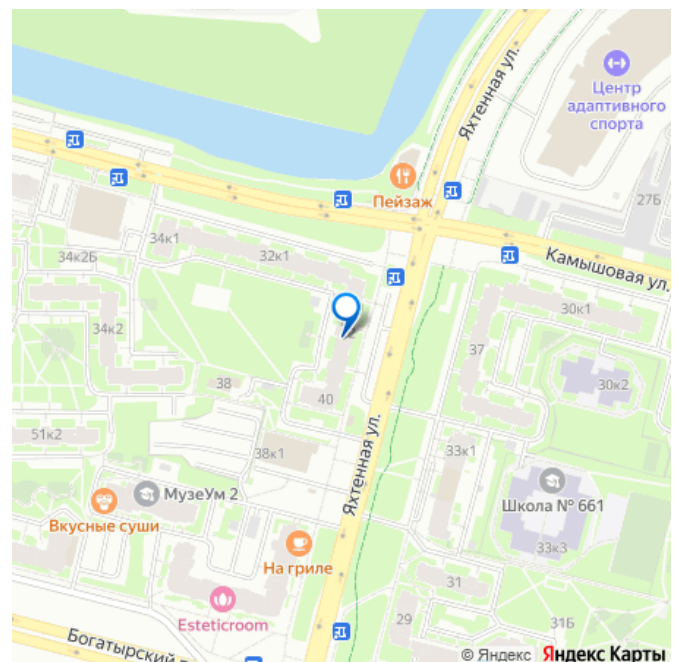 Яхтенная ул.
Центр
адаптивного
спорта
Пейзаж
27Б
34к1
34к2Б
32к1
Камышовая ул.
30к1
34к2
37
38
30к2
40
51к2
38к1
33к1
Яхтенная ул.
МузеУм 2
Школа № 661
Вкусные суши
На гриле
33к3
31
Esteticroom
29
31Б
Богатырский
© Яндекс Яндекс Карты